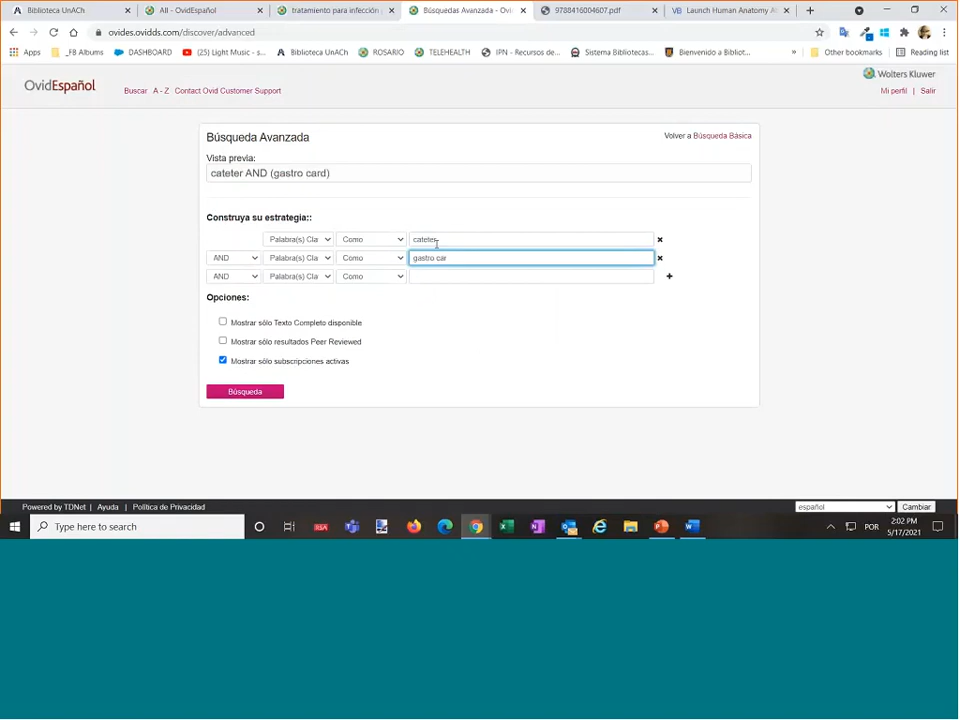 Biblioteca UnACh
All - OvidEspañol
tratamiento para infección
Búsquedas Avanzada - Ovi
9788416004607.pdf
Launch Human Anatomy A
ovides.ovidds.com/discover/advanced
Apps
_FB Albums
DASHBOARD
(25) Light Music - s...
Biblioteca UnACh
ROSARIO
TELEHEALTH
IPN - Recursos de...
Sistema Bibliotecas...
Bienvenido a Bibliot...
»
Other bookmarks
Reading list
OvidEspañol
Buscar A - Z Contact Ovid Customer Support
Wolters Kluwer
Mi perfil | Salir
Búsqueda Avanzada
Volver a Búsqueda Básica
Vista previa:
cateter AND (gastro card)
Construya su estrategia::
Palabra(s) Cla Como cateter
AND Palabra(s) Cla Como gastro car
AND Palabra(s) Cla Como
Opciones:
Mostrar sólo Texto Completo disponible
Mostrar sólo resultados Peer Reviewed
Mostrar sólo subscripciones activas
Búsqueda
Powered by TDNet | Ayuda | Política de Privacidad
español Cambiar
Type here to search
RSA
POR
2:02 PM
5/17/2021